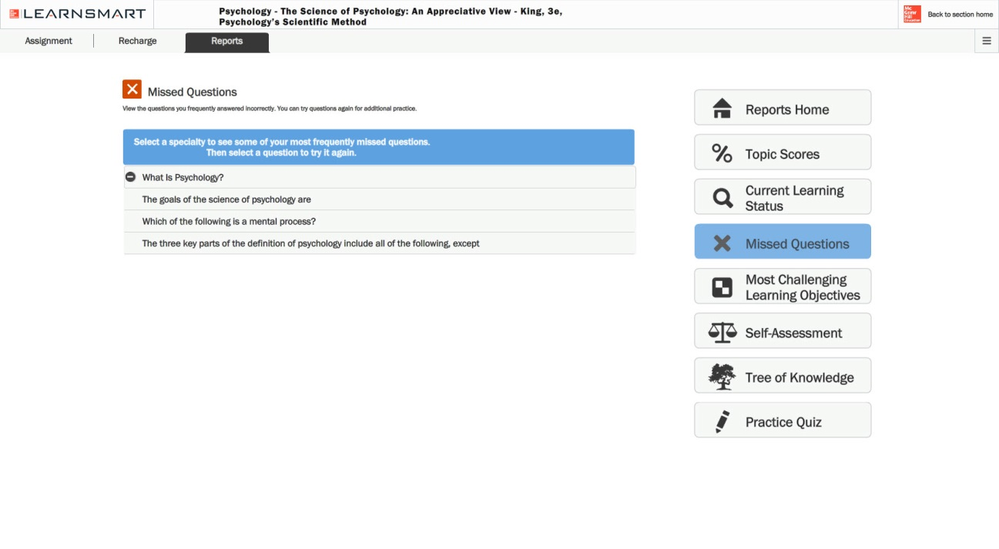 LEARNSMART
Psychology - The Science of Psychology: An Appreciative View - King, 3e,
Psychology's Scientific Method
Mc
Graw
Hill
Education
Back to section home
Assignment
Recharge
Reports
Missed Questions
View the questions you frequently answered incorrectly. You can try questions again for additional practice.
Select a specialty to see some of your most frequently missed questions.
Then select a question to try it again.
What Is Psychology?
The goals of the science of psychology are
Which of the following is a mental process?
The three key parts of the definition of psychology include all of the following, except
Reports Home
Topic Scores
Current Learning
Status
Missed Questions
Most Challenging
Learning Objectives
Self-Assessment
Tree of Knowledge
Practice Quiz